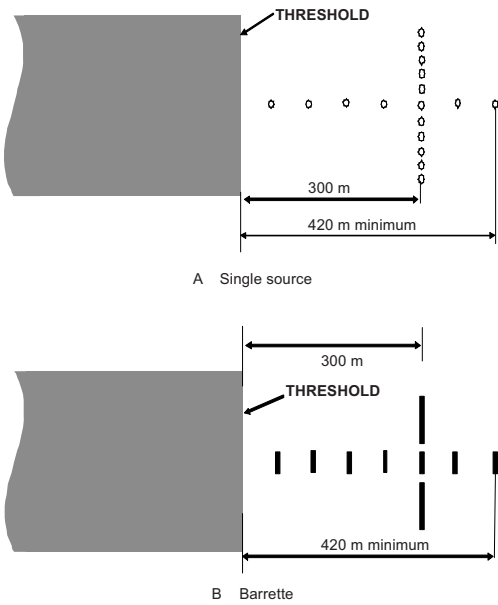 THRESHOLD
300 m
420 m minimum
A Single source
300 m
THRESHOLD
420 m minimum
B Barrette